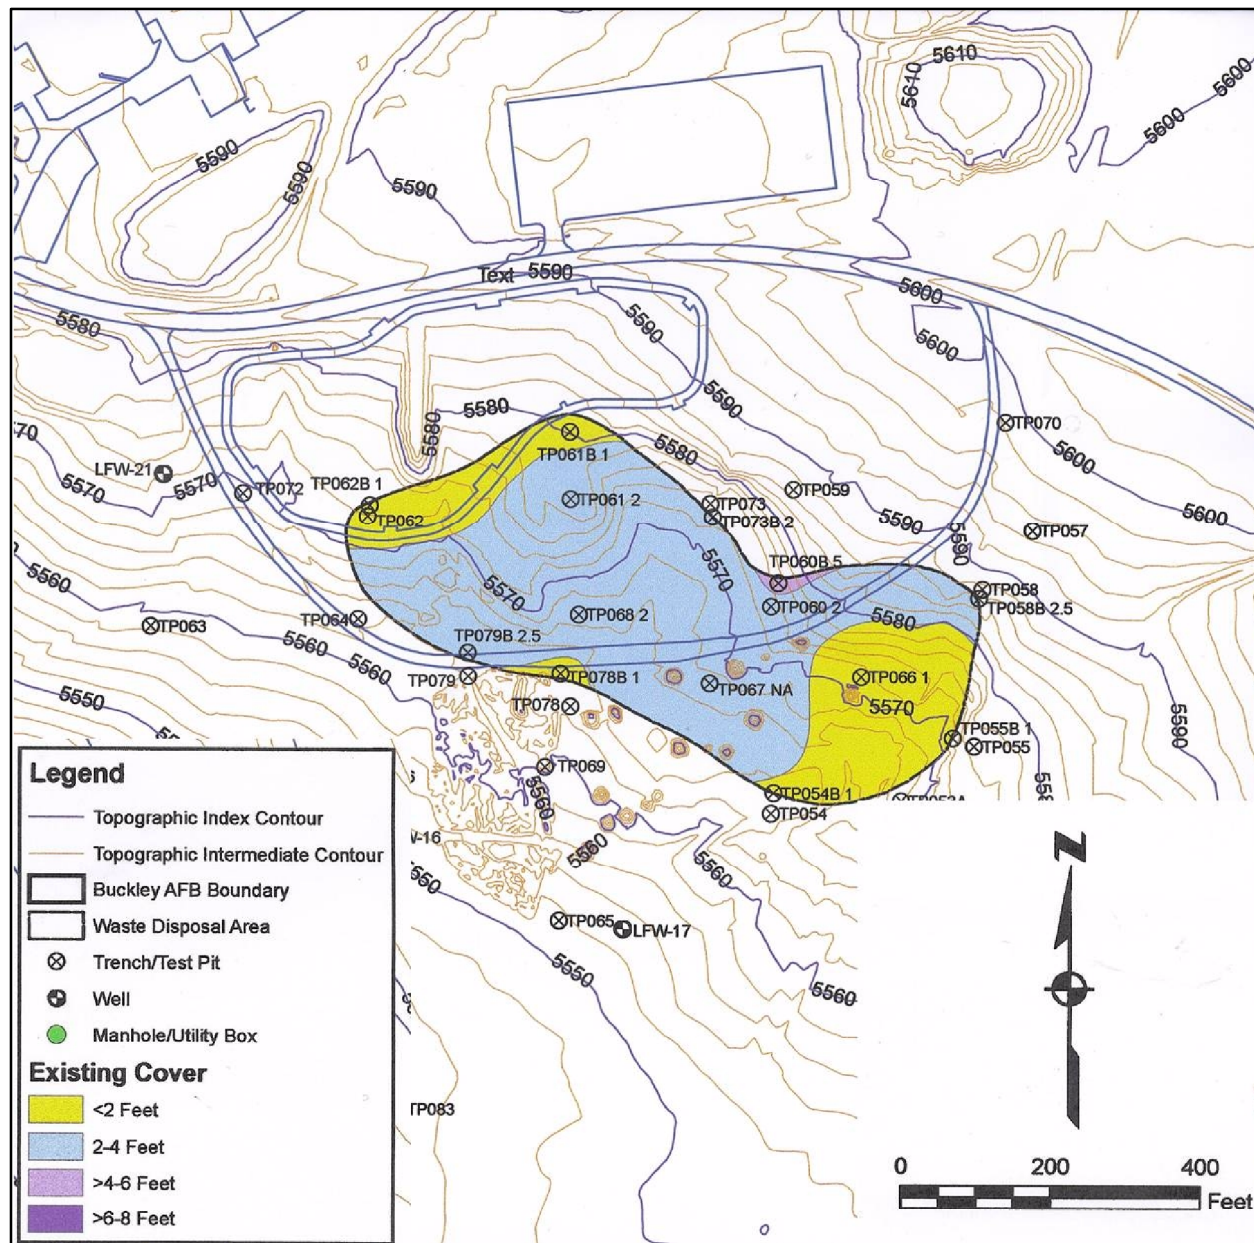 5610
5610
5600
5600
5600
5590
5590
5590
5590
Text
5590
5600
5580
5590
5600
5580
5590
TP070
5570
5580
5580
5600
LFW-21
5570
TP061B 1
5570
TP072
TP062B 1
TP061 2
TP073
TP059
TP062
TP073B 2
5590
5600
TP057
5590
5560
5570
5570
TP060B 5
TP058
TP063
5560
TP064
TP068 2
TP060 2
TP058B 2.5
5580
TP079B 2.5
5560
TP079
TP078B 1
TP067 NA
TP066 1
5550
TP078
5570
TP055B 1
5590
TP055
TP069
5560
TP054B 1
TP054
5560
5560
TP065
LFW-17
5550
5560
TP083
Legend
Topographic Index Contour
Topographic Intermediate Contour
Buckley AFB Boundary
Waste Disposal Area
Trench/Test Pit
Well
Manhole/Utility Box
Existing Cover
<2 Feet
2-4 Feet
>4-6 Feet
>6-8 Feet
N
0 200 400
Feet